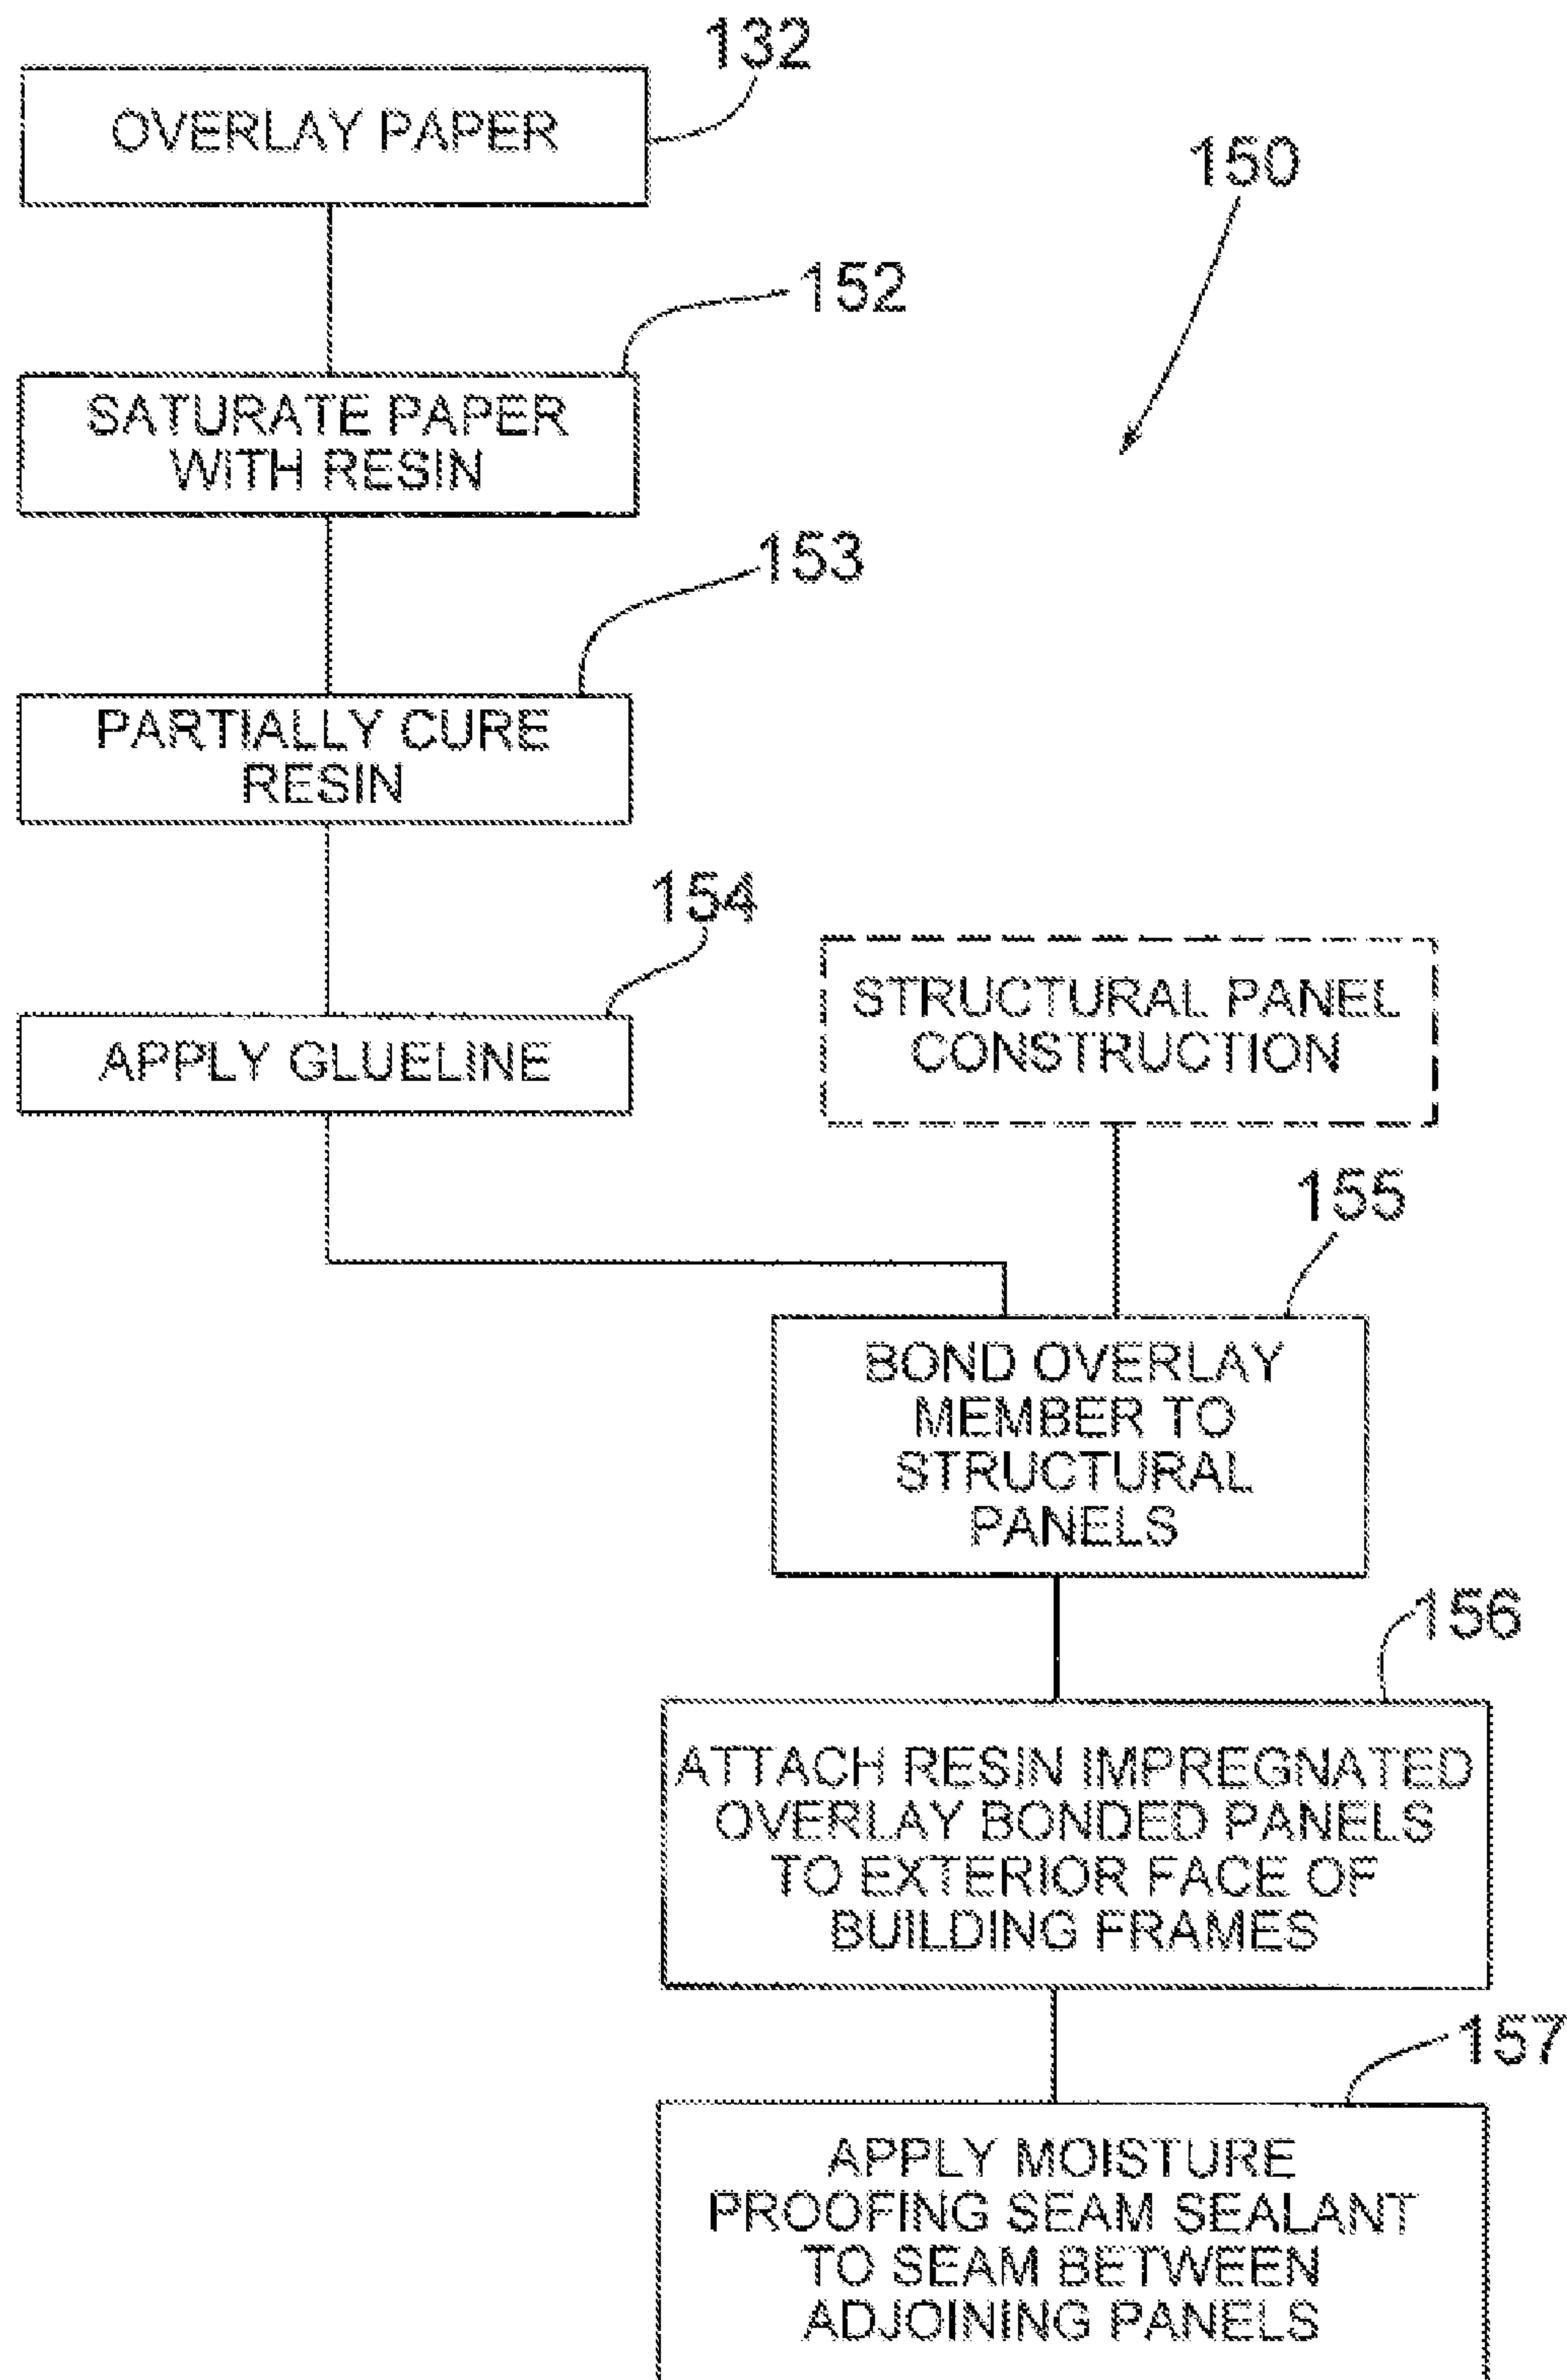 132
OVERLAY PAPER
150
152
SATURATE PAPER
WITH RESIN
153
PARTIALLY CURE
RESIN
154
APPLY GLUELINE
STRUCTURAL PANEL
CONSTRUCTION
155
BOND OVERLAY
MEMBER TO
STRUCTURAL
PANELS
156
ATTACH RESIN IMPREGNATED
OVERLAY BONDED PANELS
TO EXTERIOR FACE OF
BUILDING FRAMES
157
APPLY MOISTURE
PROOFING SEAM SEALANT
TO SEAM BETWEEN
ADJOINING PANELS